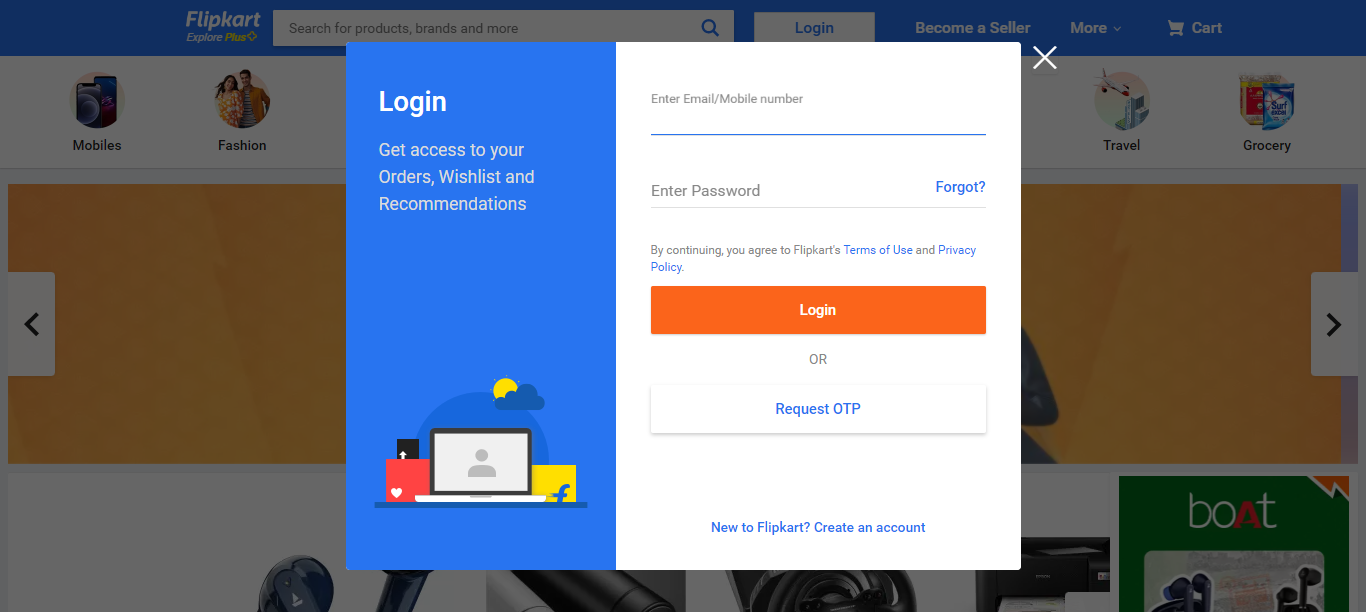 Flipkart
Explore Plus
Search for products, brands and more
Login
Become a Seller
More
Cart
Mobiles
Fashion
Travel
Surf excel
Grocery
Login
Get access to your
Orders, Wishlist and
Recommendations
Enter Email/Mobile number
Enter Password
Forgot?
By continuing, you agree to Flipkart's Terms of Use and Privacy
Policy.
Login
OR
Request OTP
New to Flipkart? Create an account
boAt